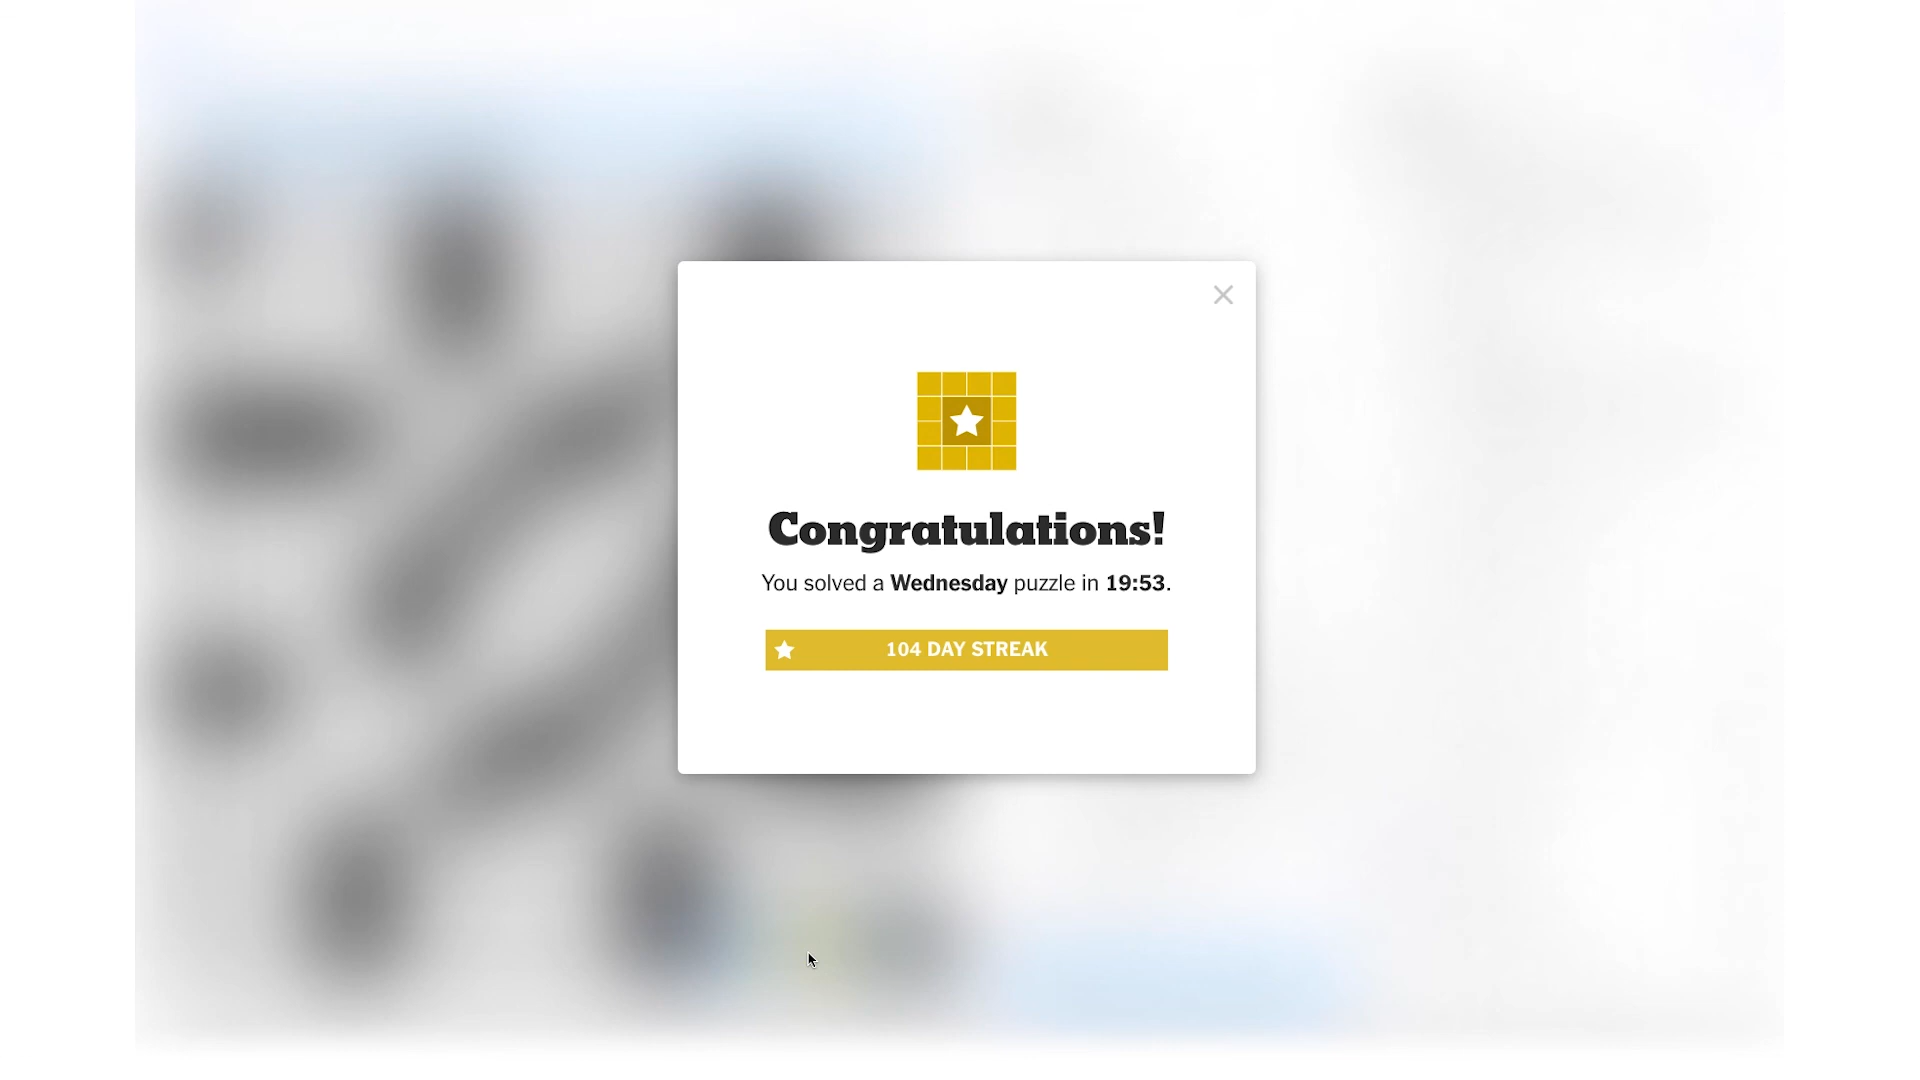 Congratulations!
You solved a Wednesday puzzle in 19:53.
104 DAY STREAK